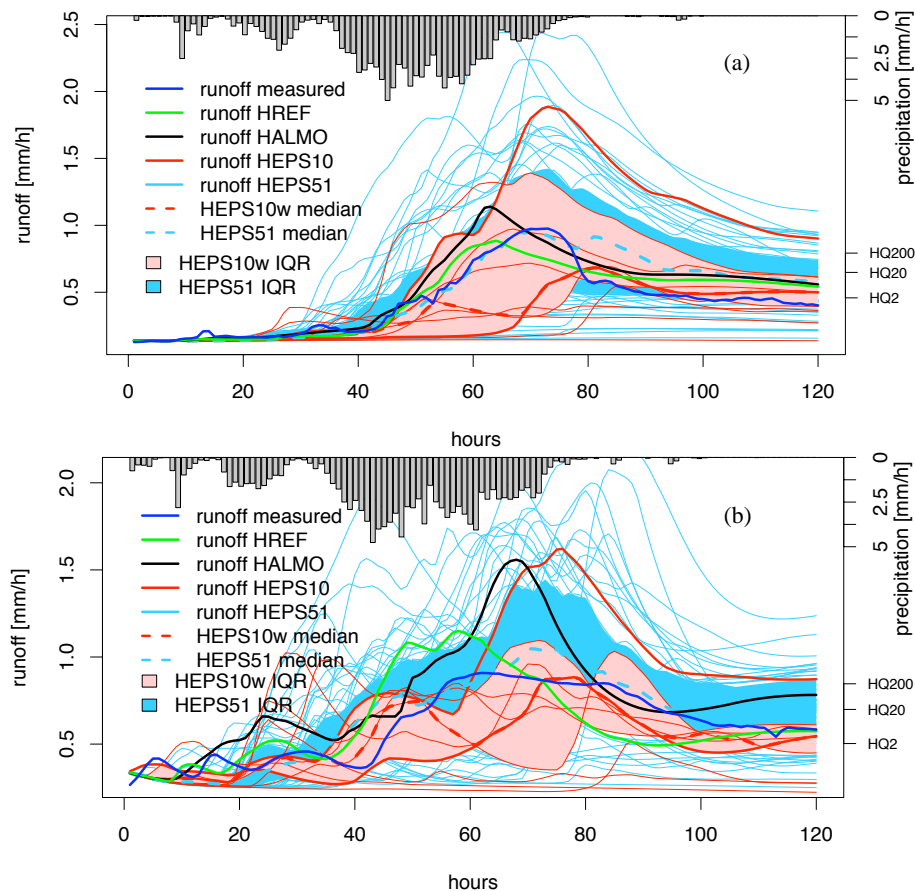 2.5
2.0
1.5
1.0
0.5
runoff [mm/h]
(a)
0
2.5
5
precipitation [mm/h]
runoff measured
runoff HREF
runoff HALMO
runoff HEPS10
runoff HEPS51
HEPS10w median
HEPS51 median
HEPS10w IQR
HEPS51 IQR
HQ200
HQ20
HQ2
0 20 40 60 80 100 120
hours
2.0
1.5
1.0
0.5
runoff [mm/h]
(b)
0
2.5
5
precipitation [mm/h]
runoff measured
runoff HREF
runoff HALMO
runoff HEPS10
runoff HEPS51
HEPS10w median
HEPS51 median
HEPS10w IQR
HEPS51 IQR
HQ200
HQ20
HQ2
0 20 40 60 80 100 120
hours